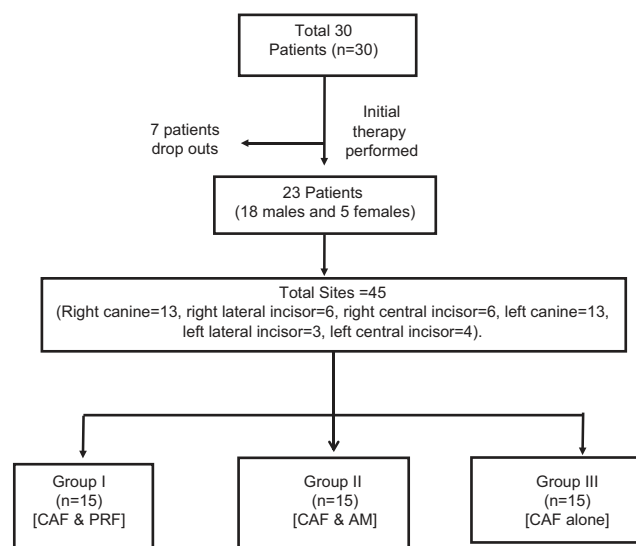 Total 30
Patients (n=30)
7 patients
drop outs
Initial
therapy
performed
23 Patients
(18 males and 5 females)
Total Sites =45
(Right canine=13, right lateral incisor=6, right central incisor=6, left canine=13,
left lateral incisor=3, left central incisor=4).
Group I
(n=15)
[CAF & PRF]
Group II
(n=15)
[CAF & AM]
Group III
(n=15)
[CAF alone]